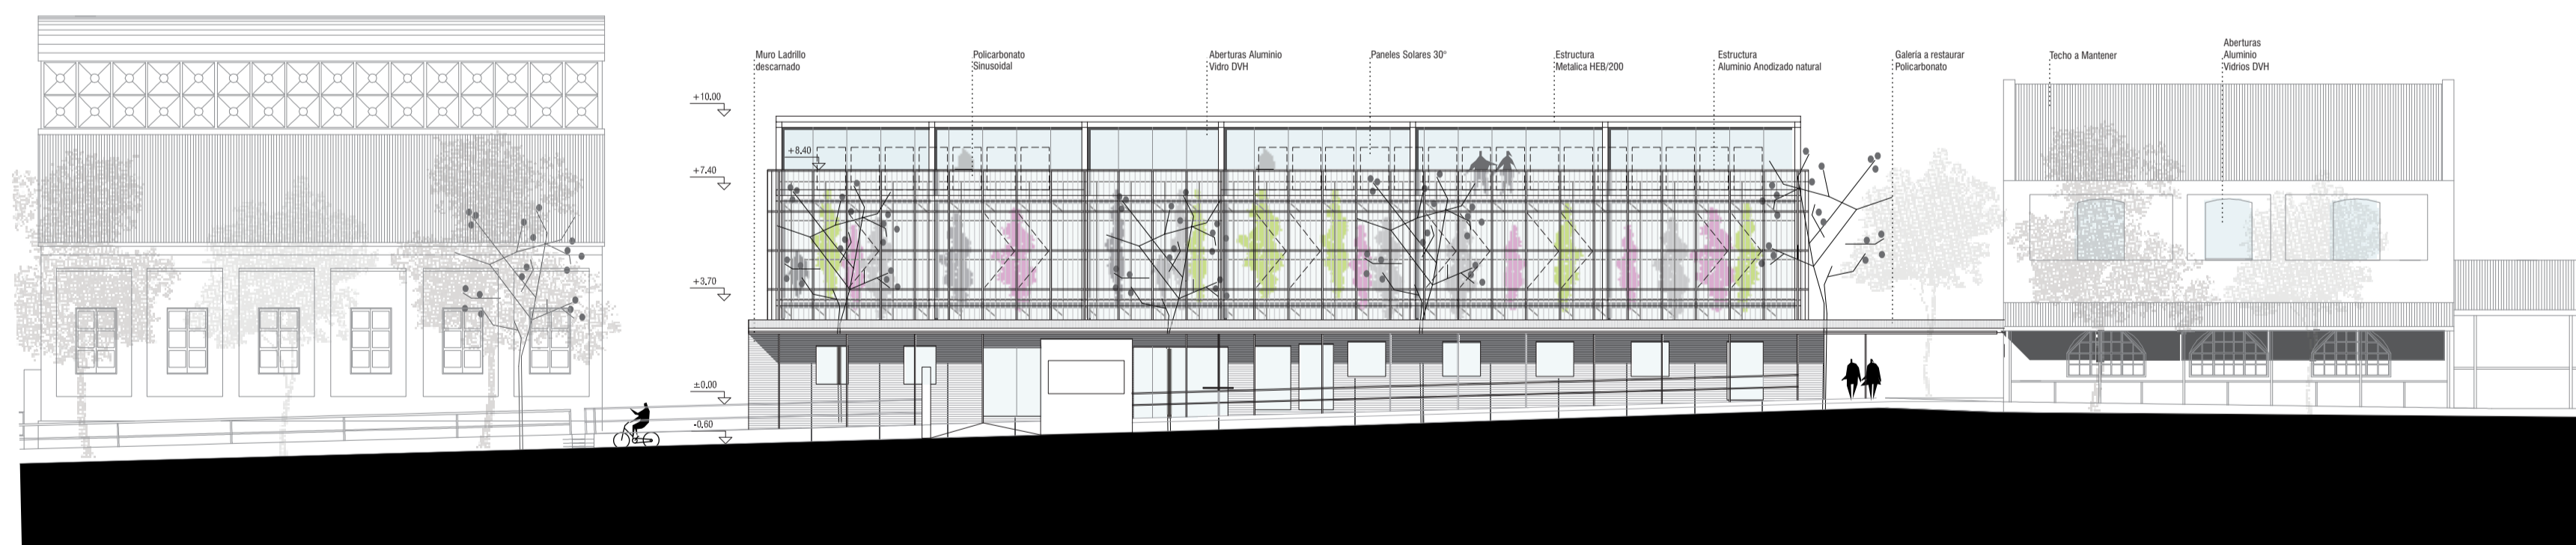 Muro Ladrillo
descarnado
Policarbonato
Sinusoidal
Aberturas Aluminio
Vidro DVH
Paneles Solares 30°
Estructura
Metalica HEB/200
Estructura
Aluminio Anodizado natural
Galeria a restaurar
Policarbonato
Techo a Mantener
Aberturas
Aluminio
Vidrios DVH
+10.00
+8.40
+7.40
+3.70
±0,00
-0.60